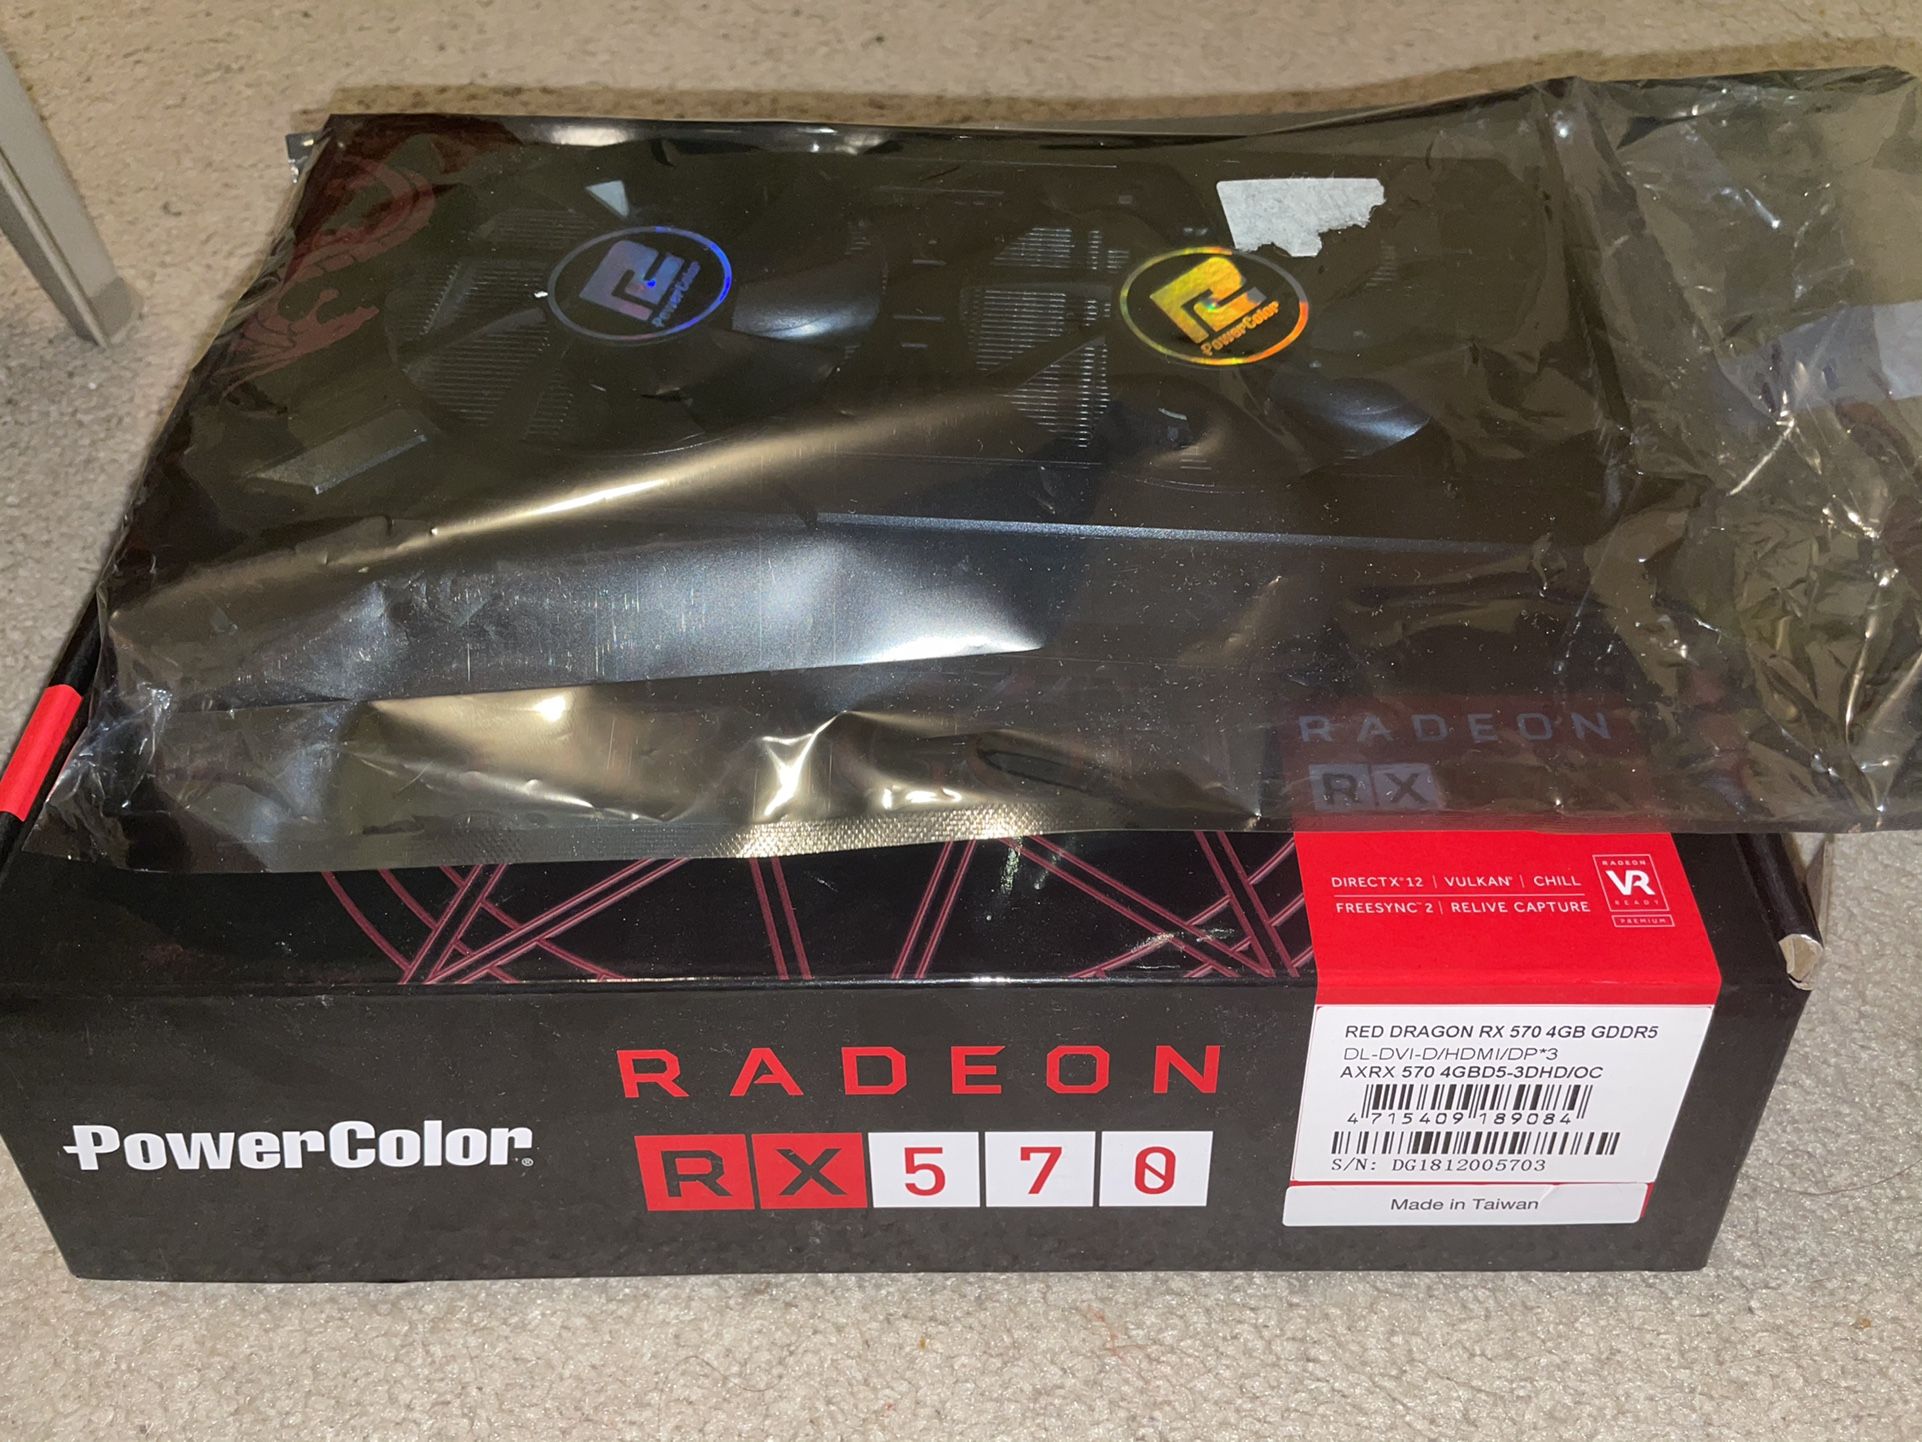 PowerColor
PowerColor
RADEON
RX
DIRECTX®12 | VULKAN® | CHILL
FREESYNC™ 2 | RELIVE CAPTURE
RADEON
VR
READY
PREMIUM
RADEON
RX 570
PowerColor®
RED DRAGON RX 570 4GB GDDR5
DL-DVI-D/HDMI/DP*3
AXRX 570 4GBD5-3DHD/OC
4 715409 189084
S/N: DG1812005703
Made in Taiwan